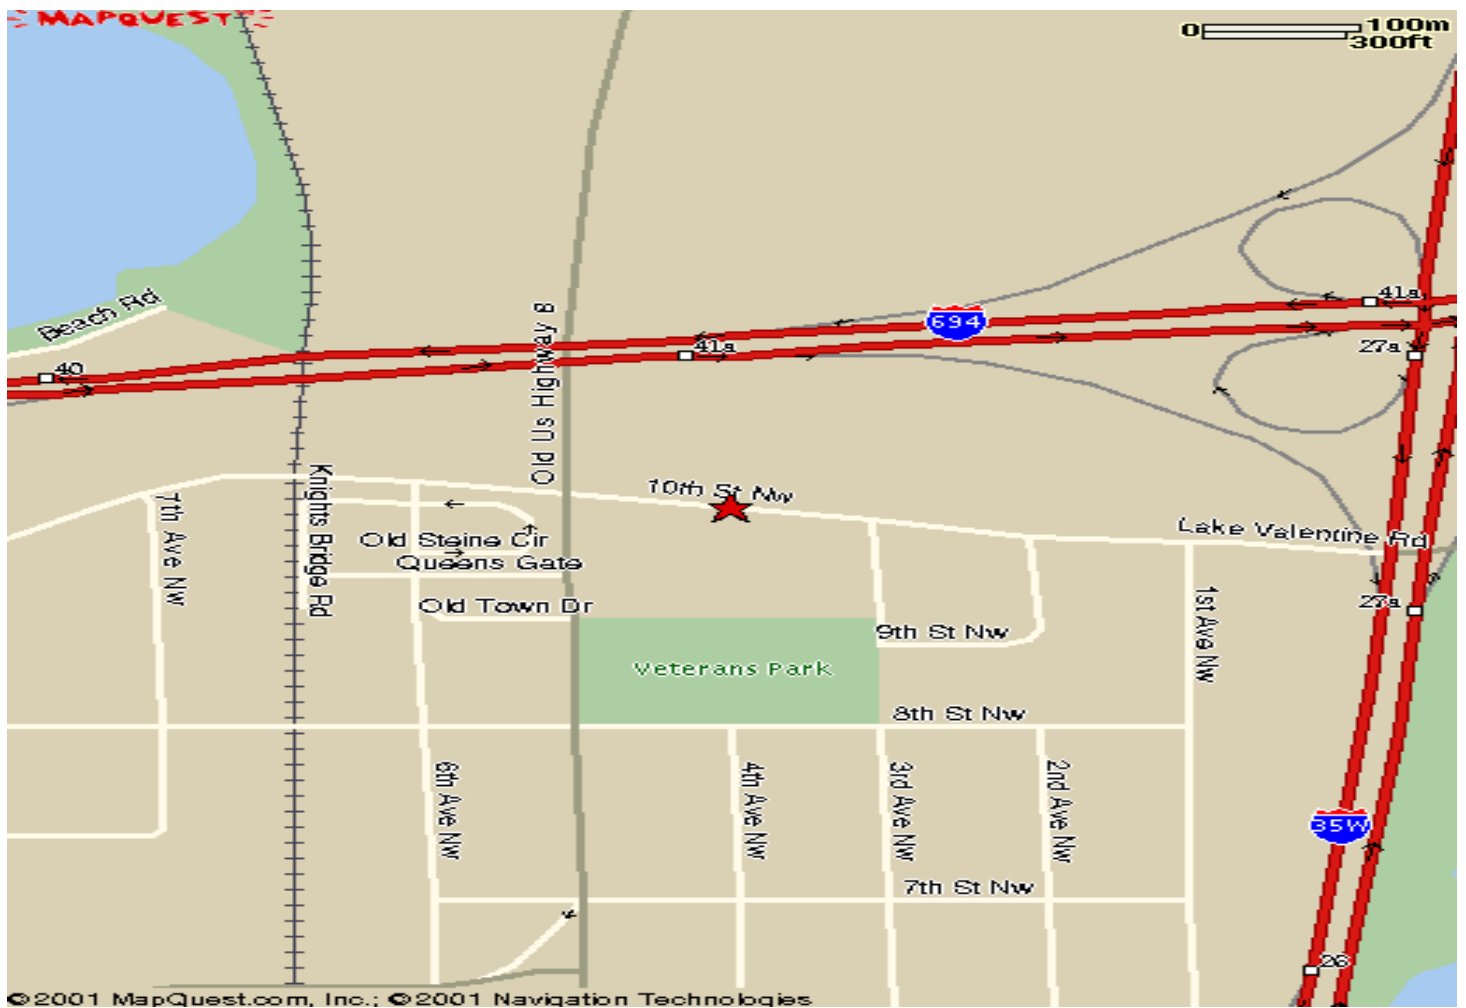 MAPQUEST
0 100m
300ft
Beach Rd
41a
694
40
41a
27a
Old Us Highway 8
10th St Nw
Knights Bridge Rd
7th Ave Nw
Old Steine Cir
Queens Gate
Lake Valentine Rd
Old Town Dr
27a
1st Ave Nw
9th St Nw
Veterans Park
8th St Nw
6th Ave Nw
4th Ave Nw
3rd Ave Nw
2nd Ave Nw
35W
7th St Nw
26
©2001 MapQuest.com, Inc.; ©2001 Navigation Technologies